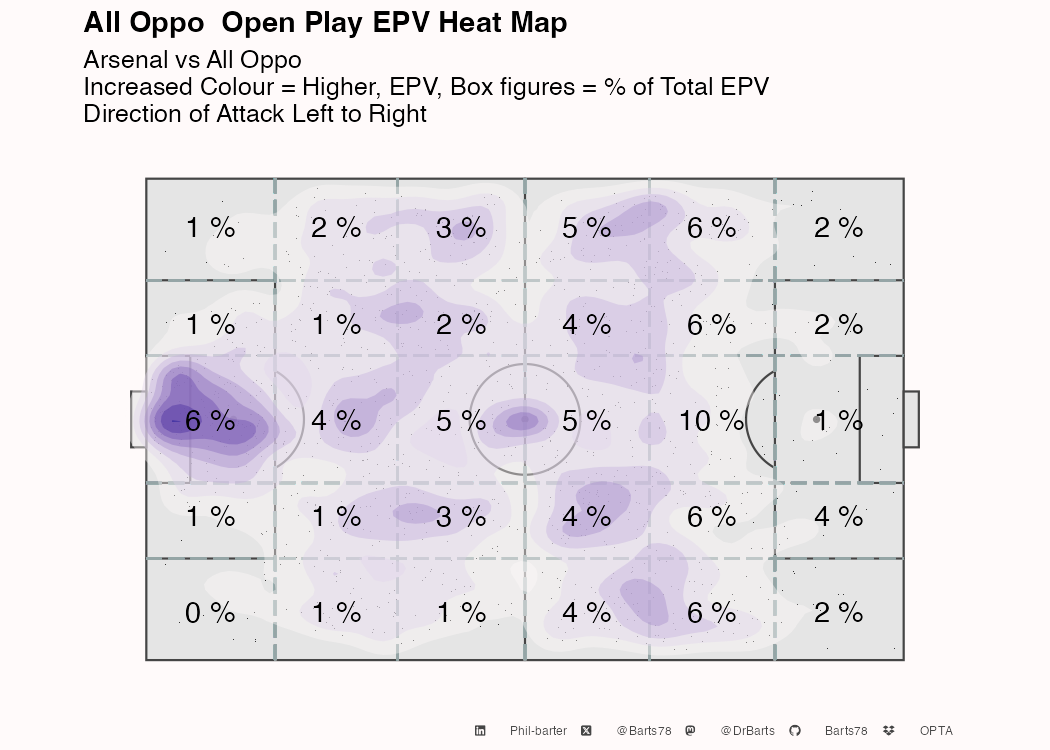 All Oppo  Open Play EPV Heat Map
Arsenal vs All Oppo
Increased Colour = Higher, EPV, Box figures = % of Total EPV
Direction of Attack Left to Right
1 % 2 % 3 % 5 % 6 % 2 %
1 % 1 % 2 % 4 % 6 % 2 %
6 % 4 % 5 % 5 % 10 % 1 %
1 % 1 % 3 % 4 % 6 % 4 %
0 % 1 % 1 % 4 % 6 % 2 %
Phil-barter @Barts78 @DrBarts Barts78 OPTA